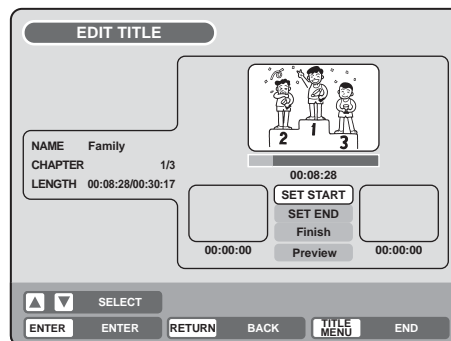 EDIT TITLE
2 1 3
NAME Family
CHAPTER 1/3
LENGTH 00:08:28/00:30:17
00:08:28
SET START
SET END
Finish
00:00:00 Preview 00:00:00
SELECT
ENTER ENTER RETURN BACK TITLE MENU END